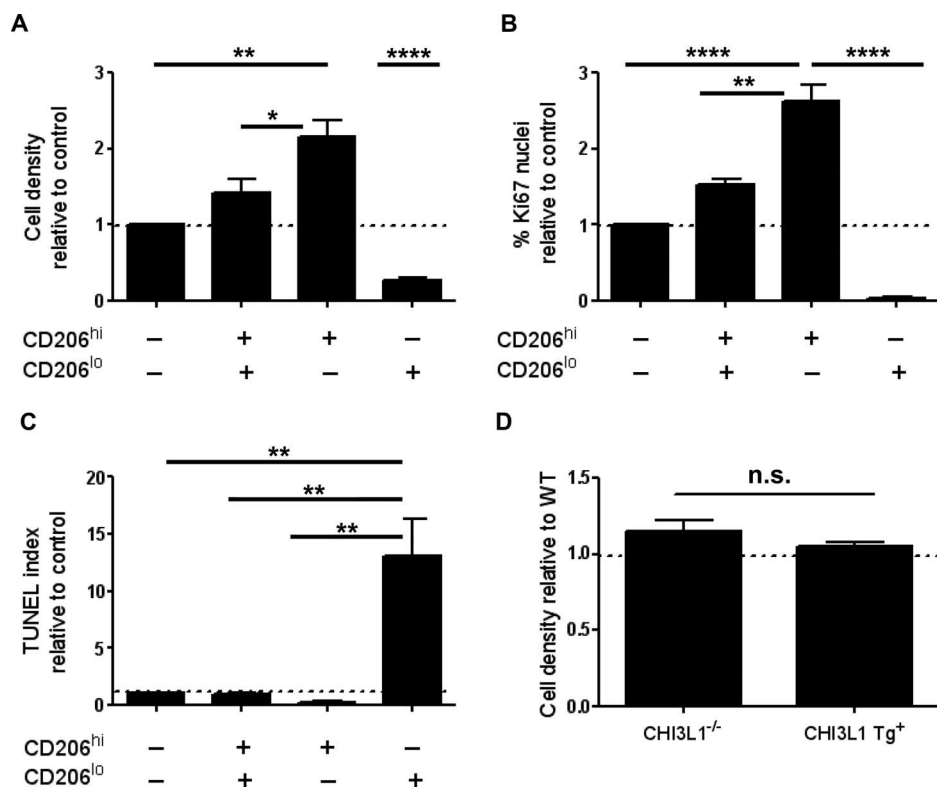 A
** ****
3
*
2
1
0
Cell density
relative to control
CD206hi – + + –
CD206lo – + – +
B
**** ****
3
**
2
1
0
% Ki67 nuclei
relative to control
CD206hi – + + –
CD206lo – + – +
C
**
20
**
15
**
10
5
0
TUNEL index
relative to control
CD206hi – + + –
CD206lo – + – +
D
1.5
n.s.
1.0
0.5
0.0
Cell density relative to WT
CHI3L1-/- CHI3L1 Tg+